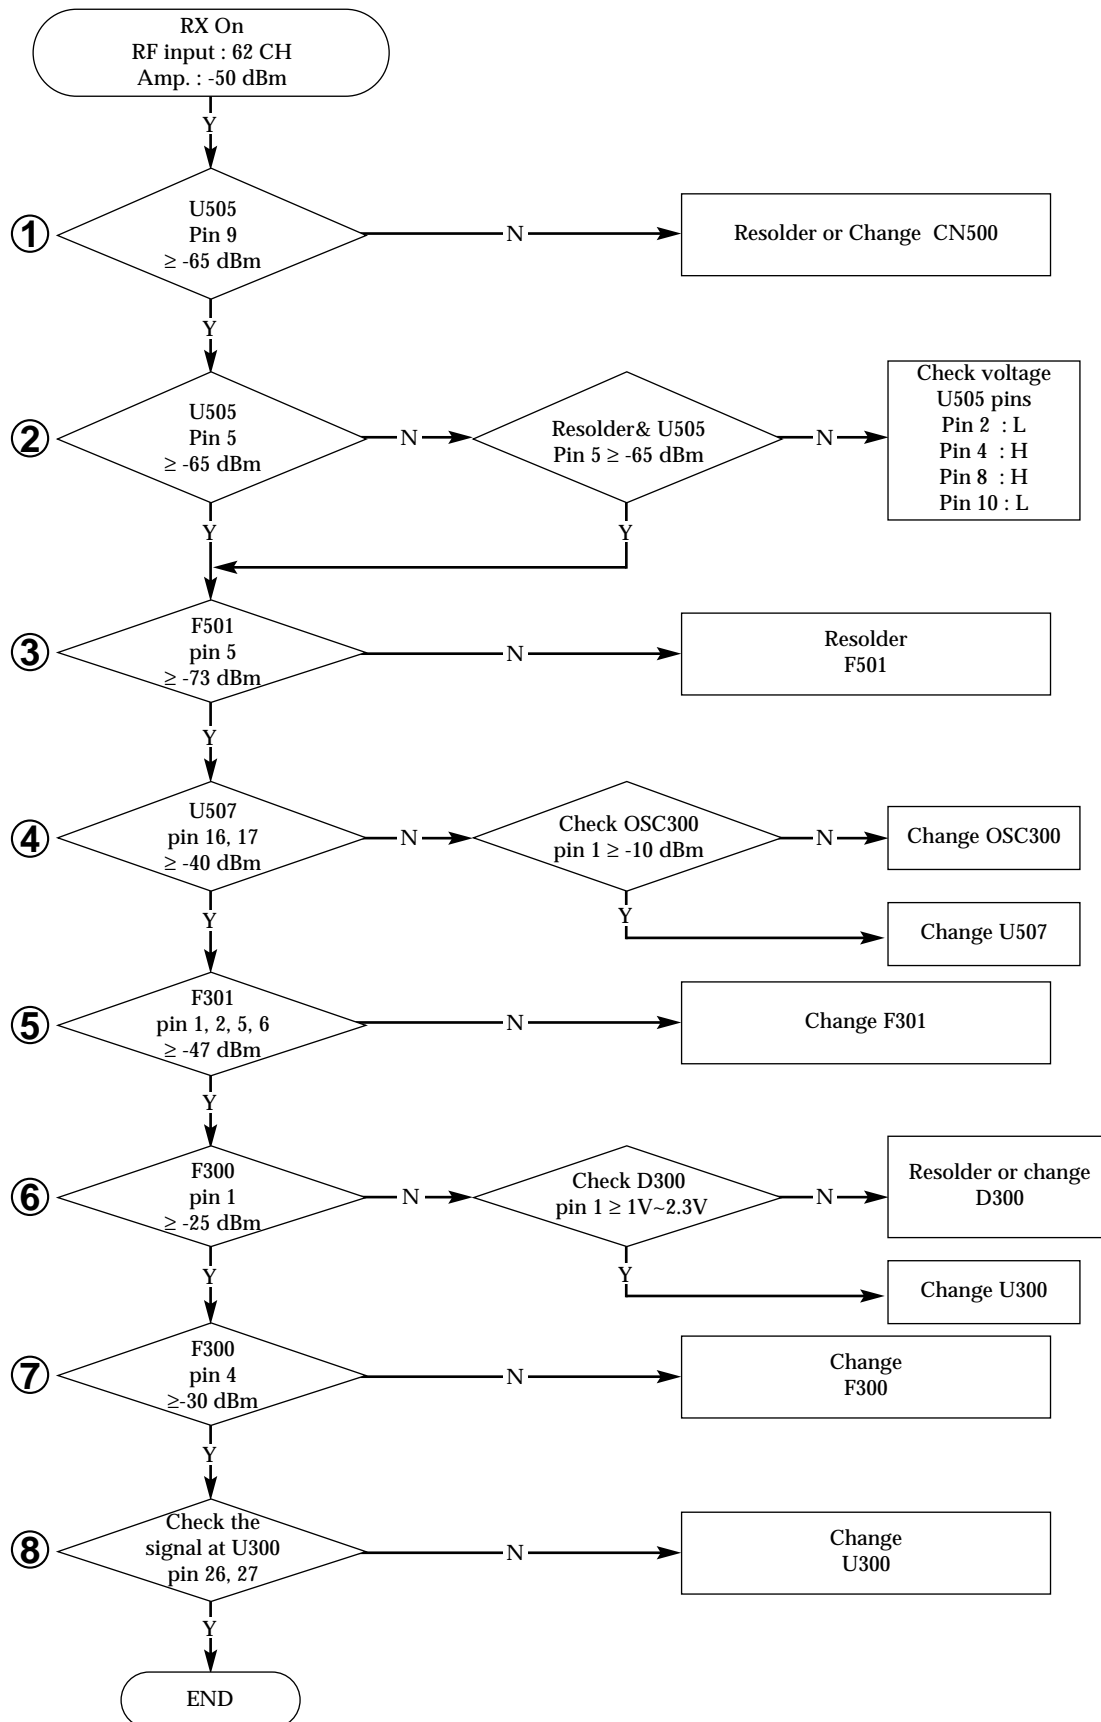 RX On
RF input : 62 CH
Amp. : -50 dBm
Y
1
U505
Pin 9
≥ -65 dBm
N
Resolder or Change CN500
Y
2
U505
Pin 5
≥ -65 dBm
N
Resolder& U505
Pin 5 ≥ -65 dBm
N
Check voltage
U505 pins
Pin 2 : L
Pin 4 : H
Pin 8 : H
Pin 10 : L
Y
Y
3
F501
pin 5
≥ -73 dBm
N
Resolder
F501
Y
4
U507
pin 16, 17
≥ -40 dBm
N
Check OSC300
pin 1 ≥ -10 dBm
N
Change OSC300
Y
Y
Change U507
5
F301
pin 1, 2, 5, 6
≥ -47 dBm
N
Change F301
Y
6
F300
pin 1
≥ -25 dBm
N
Check D300
pin 1 ≥ 1V~2.3V
N
Resolder or change
D300
Y
Y
Change U300
7
F300
pin 4
≥-30 dBm
N
Change
F300
Y
8
Check the
signal at U300
pin 26, 27
N
Change
U300
Y
END